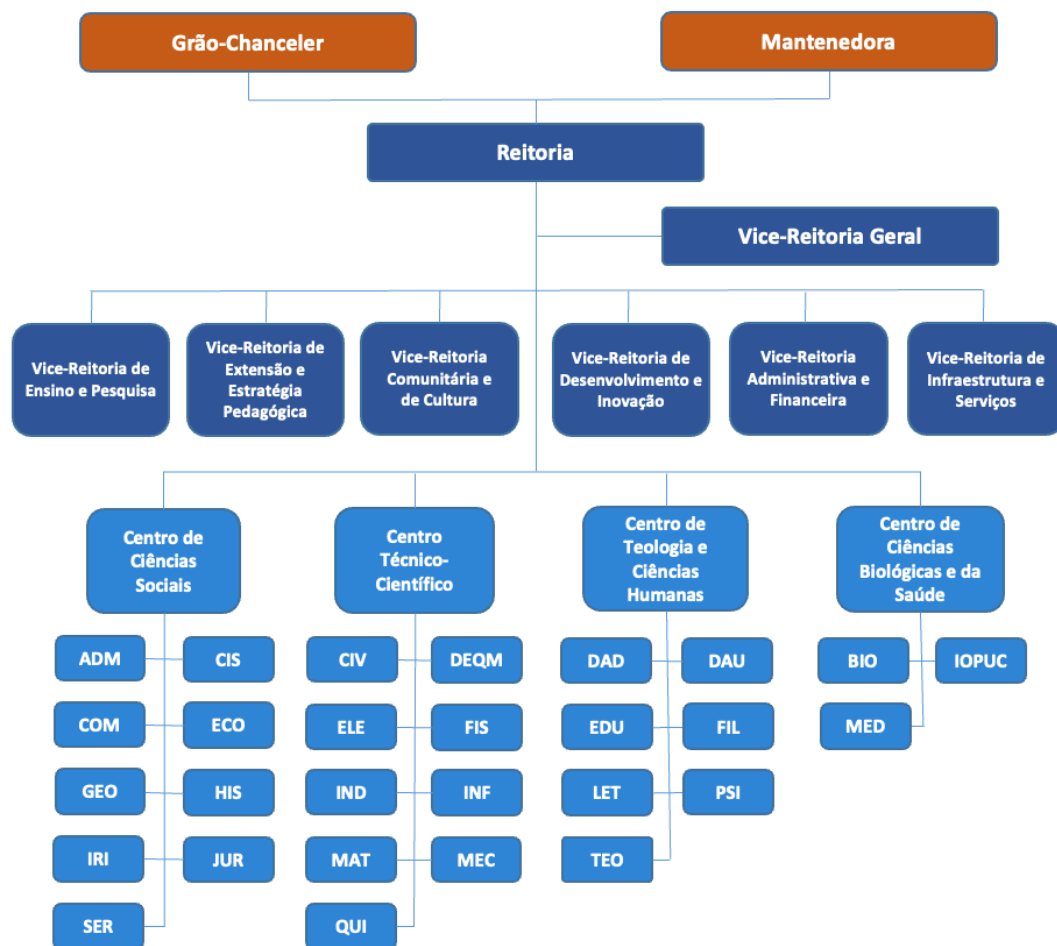 Grão-Chanceler
Mantenedora
Reitoria
Vice-Reitoria Geral
Vice-Reitoria de
Ensino e Pesquisa
Vice-Reitoria de
Extensão e
Estratégia
Pedagógica
Vice-Reitoria
Comunitária e
de Cultura
Vice-Reitoria de
Desenvolvimento e
Inovação
Vice-Reitoria
Administrativa e
Financeira
Vice-Reitoria de
Infraestrutura e
Serviços
Centro de
Ciências
Sociais
Centro
Técnico-
Científico
Centro de
Teologia e
Ciências
Humanas
Centro de
Ciências
Biológicas e da
Saúde
ADM
CIS
COM
ECO
GEO
HIS
IRI
JUR
SER
CIV
DEQM
ELE
FIS
IND
INF
MAT
MEC
QUI
DAD
DAU
EDU
FIL
LET
PSI
TEO
BIO
IOPUC
MED